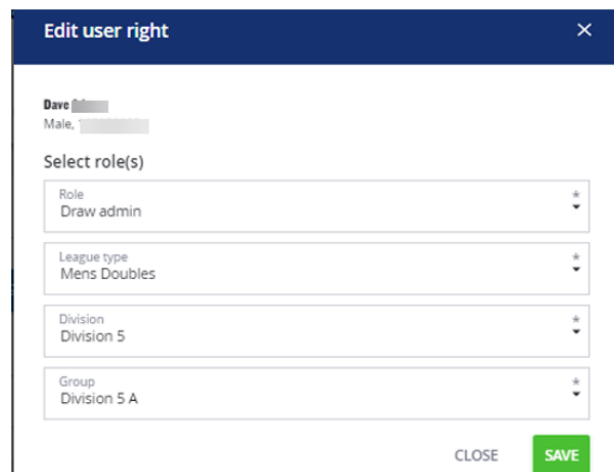 Edit user right
Dave
Male,
Select role(s)
Role
*
Draw admin
League type
*
Mens Doubles
Division
*
Division 5
Group
*
Division 5 A
CLOSE SAVE